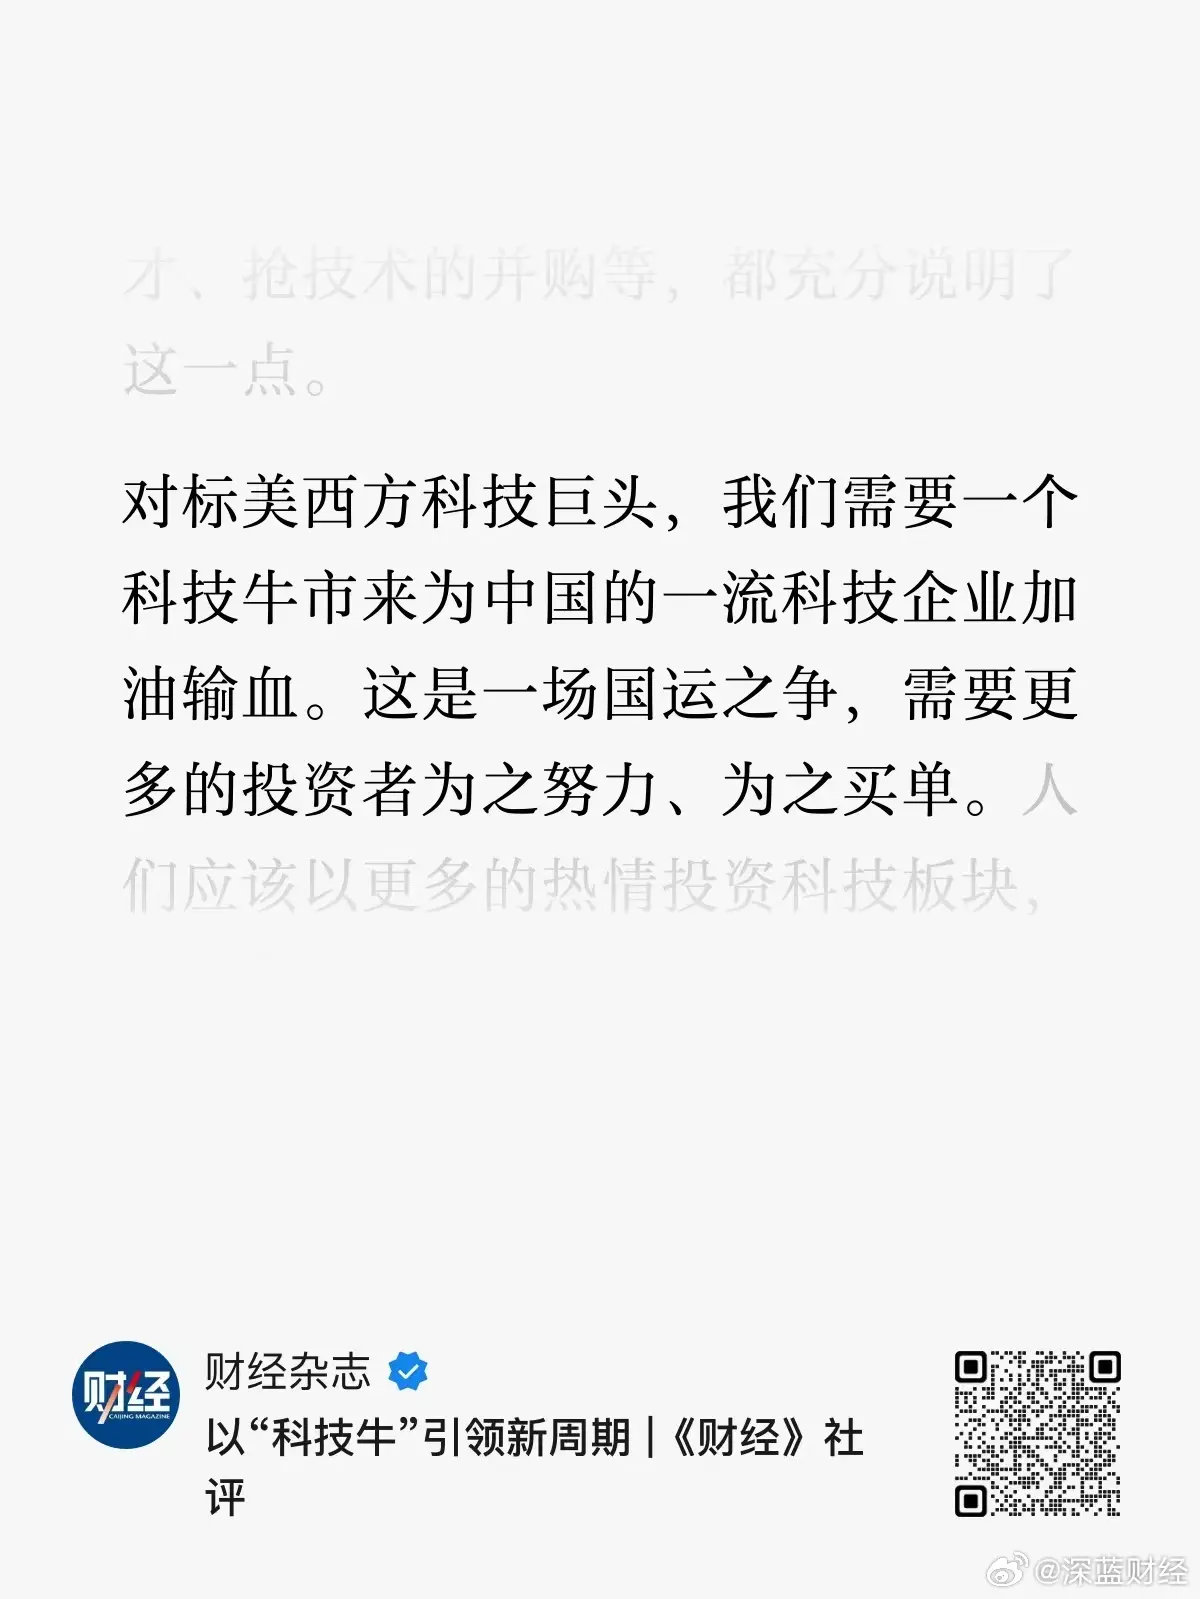 才、抢技术的并购等，都充分说明了
这一点。
对标美西方科技巨头，我们需要一个
科技牛市来为中国的一流科技企业加
油输血。这是一场国运之争，需要更
多的投资者为之努力、为之买单。人
们应该以更多的热情投资科技板块，
财经
CAIJING MAGAZINE
财经杂志
以“科技牛”引领新周期 |《财经》社
评
@深蓝财经